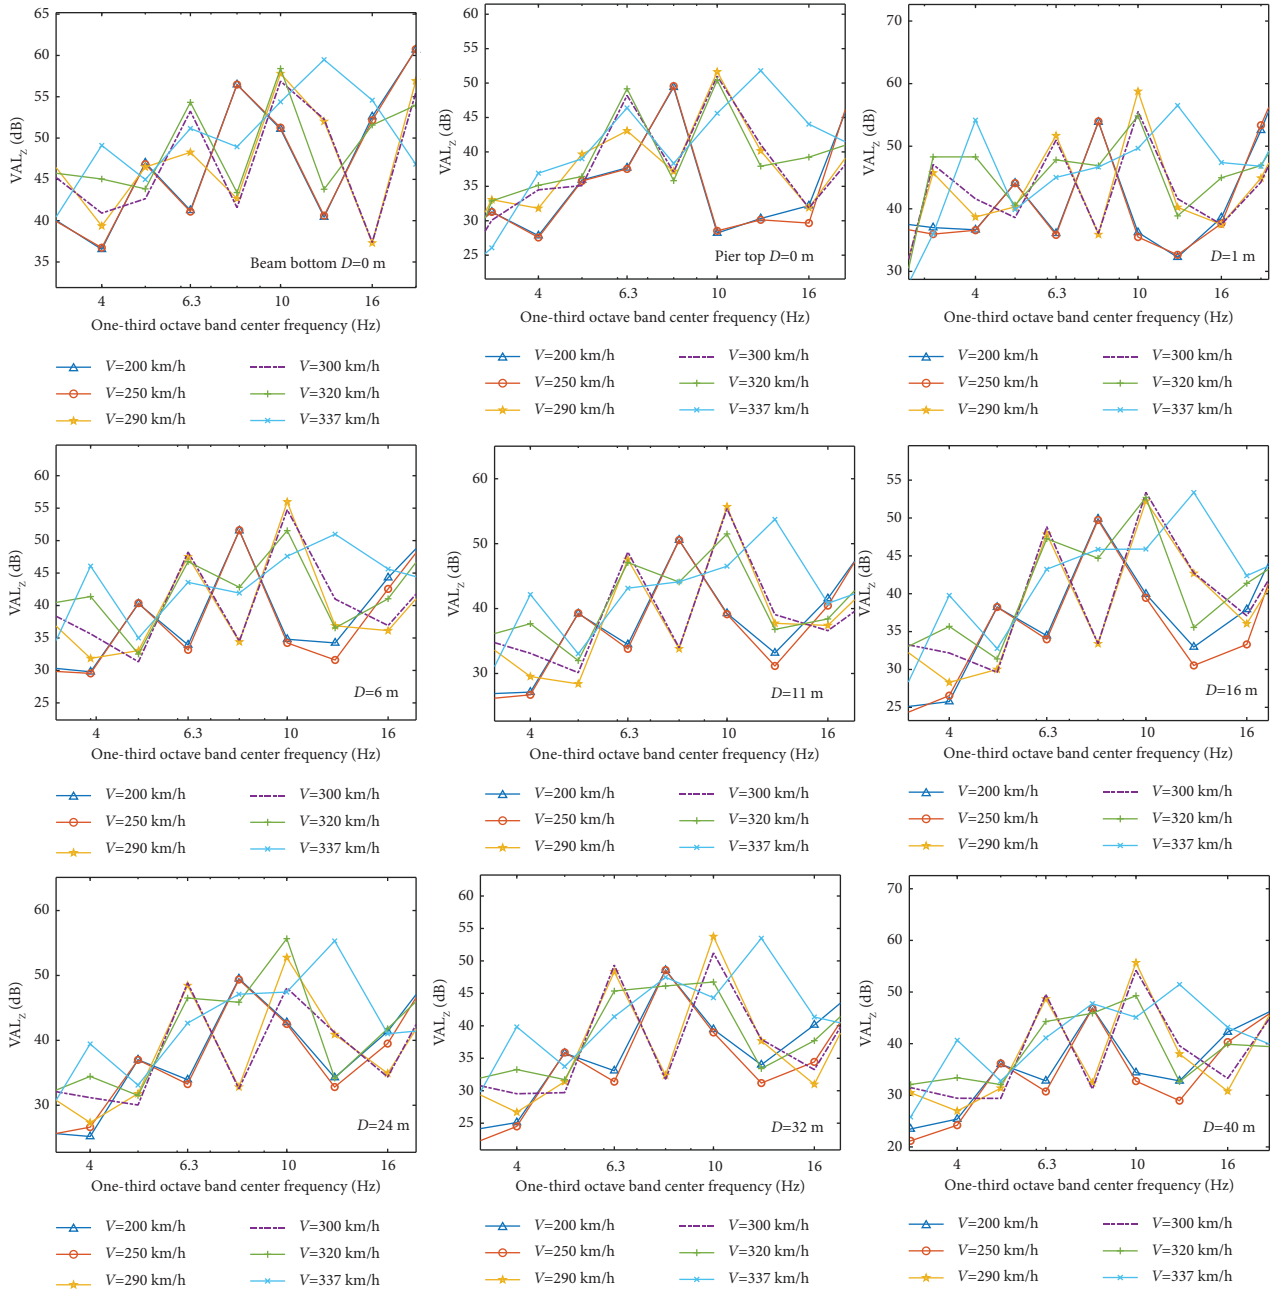 VAL_Z (dB)
65
60
55
50
45
40
35
Beam bottom D=0 m
4
6.3
10
16
One-third octave band center frequency (Hz)
V=200 km/h
V=300 km/h
V=250 km/h
V=320 km/h
V=290 km/h
V=337 km/h
VAL_Z (dB)
60
55
50
45
40
35
30
25
Pier top D=0 m
4
6.3
10
16
One-third octave band center frequency (Hz)
V=200 km/h
V=300 km/h
V=250 km/h
V=320 km/h
V=290 km/h
V=337 km/h
VAL_Z (dB)
70
60
50
40
30
D=1 m
4
6.3
10
16
One-third octave band center frequency (Hz)
V=200 km/h
V=300 km/h
V=250 km/h
V=320 km/h
V=290 km/h
V=337 km/h
VAL_Z (dB)
60
55
50
45
40
35
30
25
D=6 m
4
6.3
10
16
One-third octave band center frequency (Hz)
V=200 km/h
V=300 km/h
V=250 km/h
V=320 km/h
V=290 km/h
V=337 km/h
VAL_Z (dB)
60
50
40
30
D=11 m
4
6.3
10
16
One-third octave band center frequency (Hz)
V=200 km/h
V=300 km/h
V=250 km/h
V=320 km/h
V=290 km/h
V=337 km/h
VAL_Z (dB)
55
50
45
40
35
30
25
D=16 m
4
6.3
10
16
One-third octave band center frequency (Hz)
V=200 km/h
V=300 km/h
V=250 km/h
V=320 km/h
V=290 km/h
V=337 km/h
VAL_Z (dB)
60
50
40
30
D=24 m
4
6.3
10
16
One-third octave band center frequency (Hz)
V=200 km/h
V=300 km/h
V=250 km/h
V=320 km/h
V=290 km/h
V=337 km/h
VAL_Z (dB)
60
55
50
45
40
35
30
25
D=32 m
4
6.3
10
16
One-third octave band center frequency (Hz)
V=200 km/h
V=300 km/h
V=250 km/h
V=320 km/h
V=290 km/h
V=337 km/h
VAL_Z (dB)
70
60
50
40
30
20
D=40 m
4
6.3
10
16
One-third octave band center frequency (Hz)
V=200 km/h
V=300 km/h
V=250 km/h
V=320 km/h
V=290 km/h
V=337 km/h